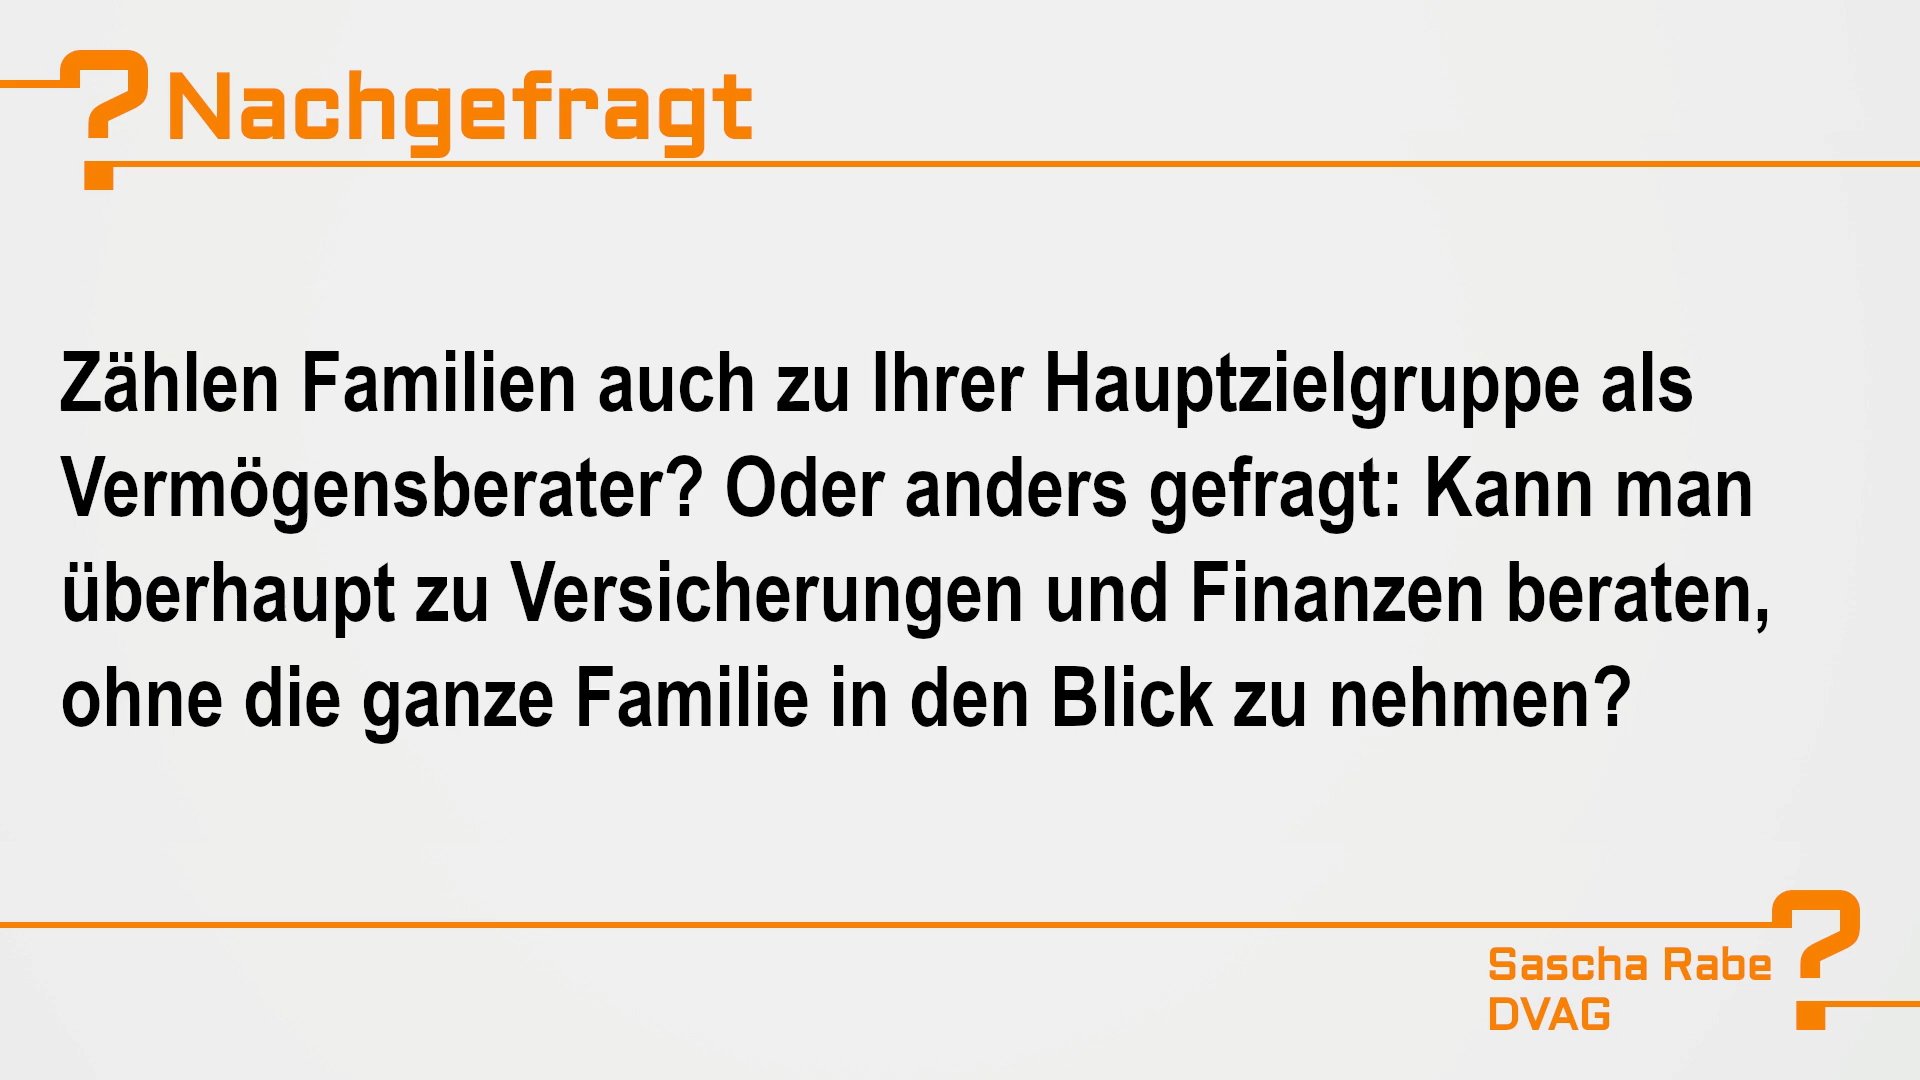 Nachgefragt
Zählen Familien auch zu Ihrer Hauptzielgruppe als
Vermögensberater? Oder anders gefragt: Kann man
überhaupt zu Versicherungen und Finanzen beraten,
ohne die ganze Familie in den Blick zu nehmen?
Sascha Rabe
DVAG